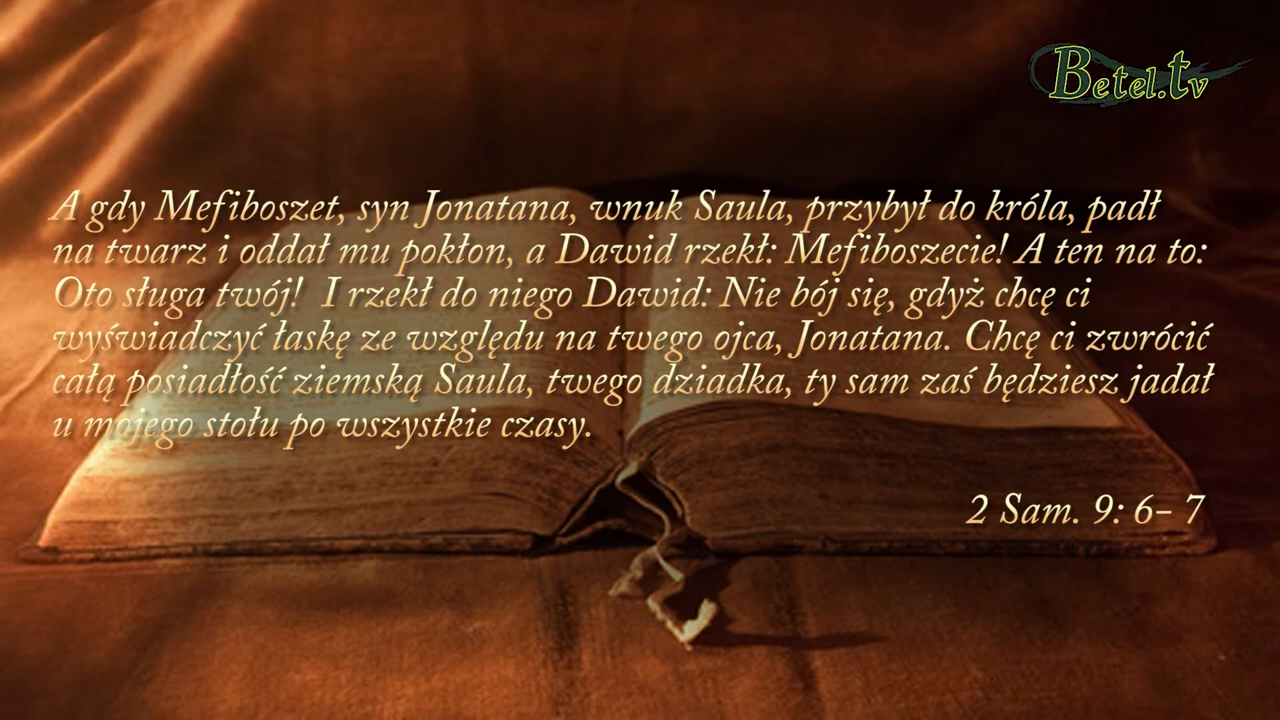 Betel.tv
A gdy Mefiboszet, syn Jonatana, wnuk Saula, przybył do króla, padł
na twarz i oddał mu pokłon, a Dawid rzekł: Mefiboszecie! A ten na to:
Oto sługa twój!  I rzekł do niego Dawid: Nie bój się, gdyż chcę ci
wyświadczyć łaskę ze względu na twego ojca, Jonatana. Chcę ci zwrócić
całą posiadłość ziemską Saula, twego dziadka, ty sam zaś będziesz jadał
u mojego stołu po wszystkie czasy.
2 Sam. 9: 6– 7